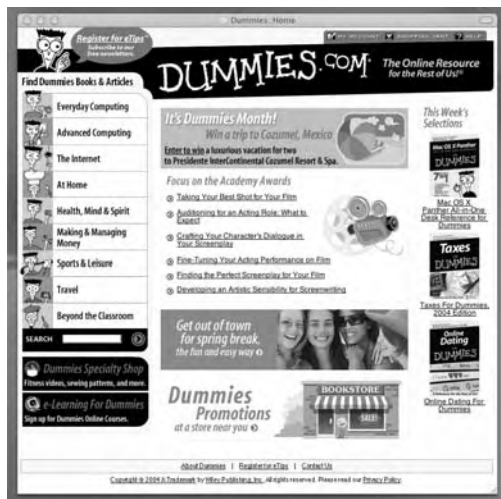 Dummies: Home
Register for eTips
Subscribe to our
free newsletters.
MY ACCOUNT
SHOPPING CART
HELP
DUMMIES.COM
The Online Resource
for the Rest of Us!®
Find Dummies Books & Articles
Everyday Computing
Advanced Computing
The Internet
At Home
Health, Mind & Spirit
Making & Managing
Money
Sports & Leisure
Travel
Beyond the Classroom
SEARCH
Dummies Specialty Shop
Fitness videos, sewing patterns, and more.
e-Learning For Dummies
Sign up for Dummies Online Courses.
It's Dummies Month!
Win a trip to Cozumel, Mexico
Enter to win a luxurious vacation for two
to Presidente InterContinental Cozumel Resort & Spa.
Focus on the Academy Awards
Taking Your Best Shot for Your Film
Auditioning for an Acting Role: What to
Expect
Crafting Your Character's Dialogue in
Your Screenplay
Fine-Tuning Your Acting Performance on Film
Finding the Perfect Screenplay for Your Film
Developing an Artistic Sensibility for Screenwriting
Get out of town
for spring break,
the fun and easy way
Dummies
Promotions
at a store near you
BOOKSTORE
SALE!
This Week's
Selections
Mac OS X Panther
DUMMIES
Mac OS X
Panther All-in-One
Desk Reference for
Dummies
Taxes
DUMMIES
Taxes For Dummies,
2004 Edition
Online
Dating
DUMMIES
Online Dating For
Dummies
About Dummies | Register for eTips | Contact Us
Copyright © 2004 & Trademark by Wiley Publishing, Inc. All rights reserved. Please read our Privacy Policy.